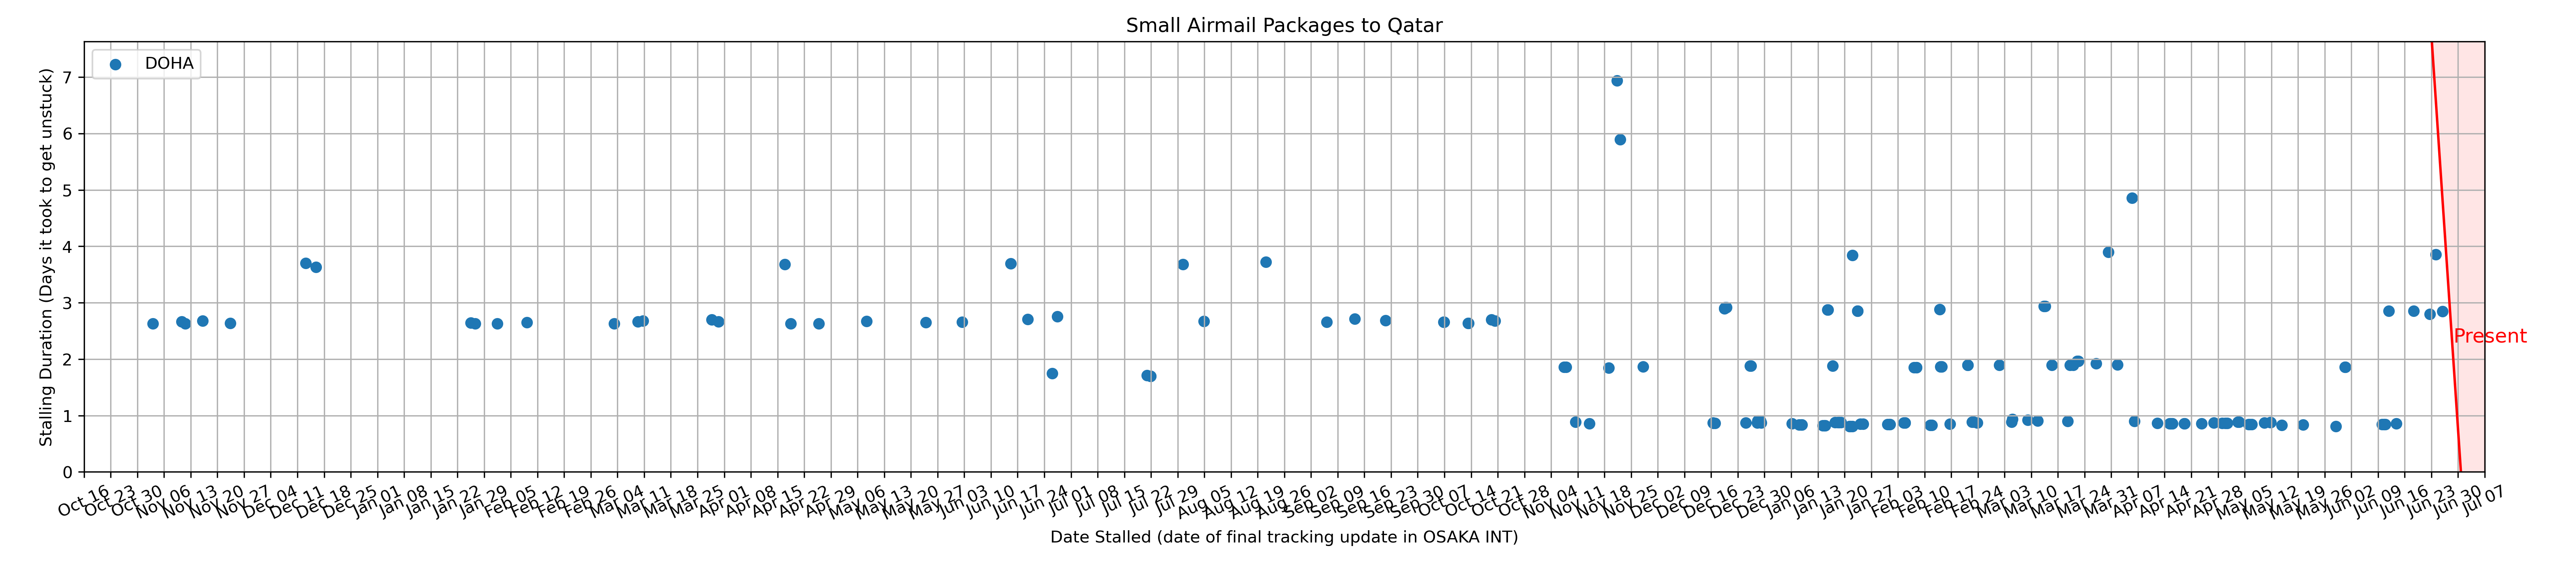 Small Airmail Packages to Qatar
DOHA
Stalling Duration (Days it took to get unstuck)
7
6
5
4
3
2
1
0
Present
Oct 16
Oct 23
Oct 30
Nov 06
Nov 13
Nov 20
Nov 27
Dec 04
Dec 11
Dec 18
Dec 25
Jan 01
Jan 08
Jan 15
Jan 22
Jan 29
Feb 05
Feb 12
Feb 19
Feb 26
Mar 04
Mar 11
Mar 18
Mar 25
Apr 01
Apr 08
Apr 15
Apr 22
Apr 29
May 06
May 13
May 20
May 27
Jun 03
Jun 10
Jun 17
Jun 24
Jul 01
Jul 08
Jul 15
Jul 22
Jul 29
Aug 05
Aug 12
Aug 19
Aug 26
Sep 02
Sep 09
Sep 16
Sep 23
Sep 30
Oct 07
Oct 14
Oct 21
Oct 28
Nov 04
Nov 11
Nov 18
Nov 25
Dec 02
Dec 09
Dec 16
Dec 23
Dec 30
Jan 06
Jan 13
Jan 20
Jan 27
Feb 03
Feb 10
Feb 17
Feb 24
Mar 03
Mar 10
Mar 17
Mar 24
Mar 31
Apr 07
Apr 14
Apr 21
Apr 28
May 05
May 12
May 19
May 26
Jun 02
Jun 09
Jun 16
Jun 23
Jun 30
Jul 07
Date Stalled (date of final tracking update in OSAKA INT)